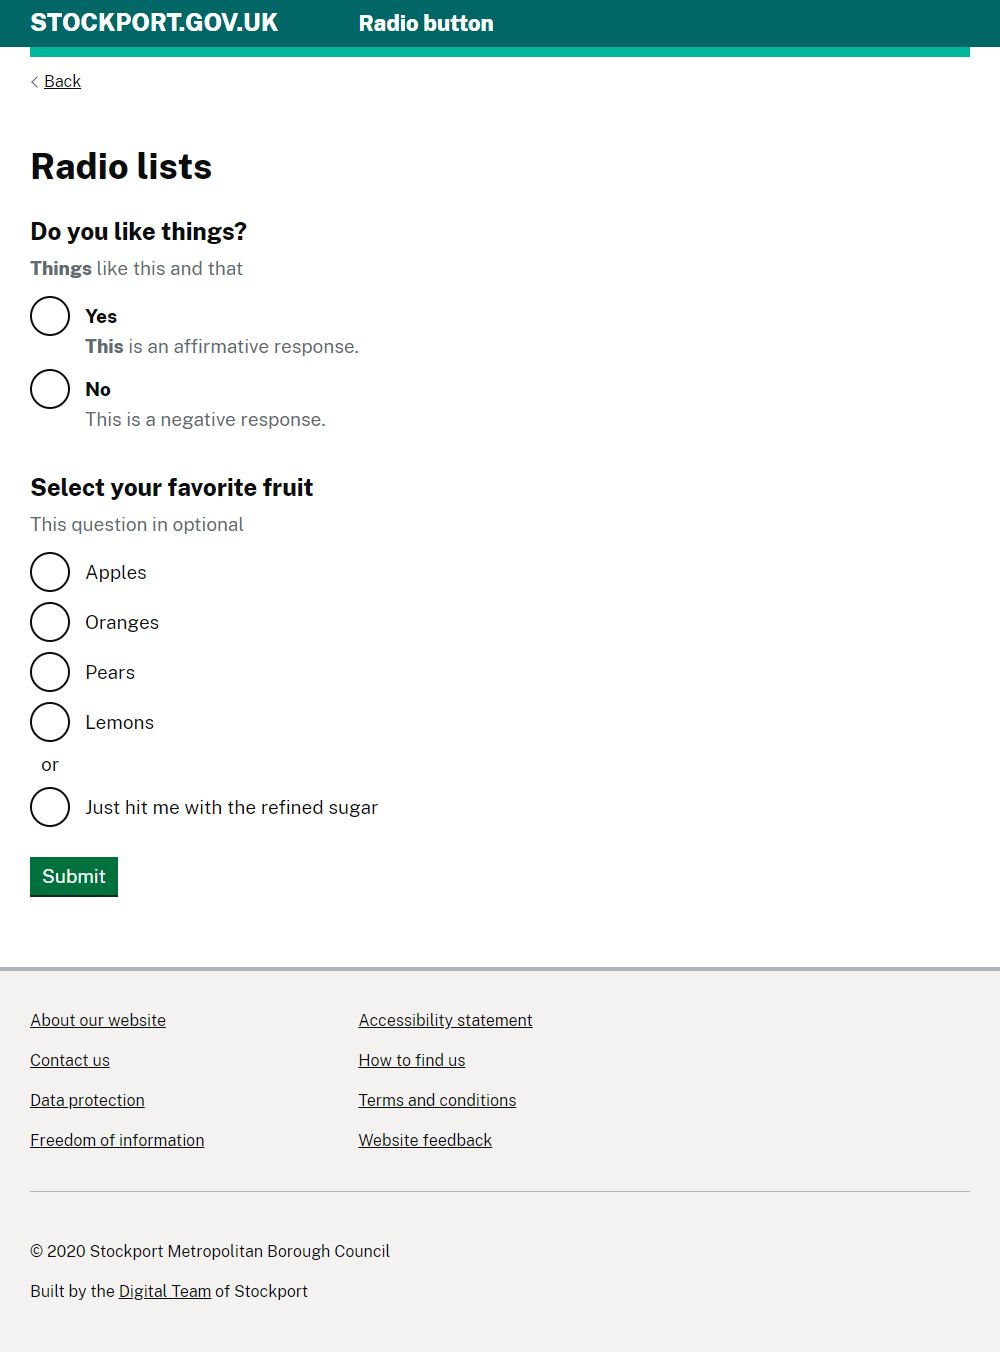 STOCKPORT.GOV.UK
Radio button
Back
Radio lists
Do you like things?
Things like this and that
Yes
This is an affirmative response.
No
This is a negative response.
Select your favorite fruit
This question in optional
Apples
Oranges
Pears
Lemons
or
Just hit me with the refined sugar
Submit
About our website
Accessibility statement
Contact us
How to find us
Data protection
Terms and conditions
Freedom of information
Website feedback
© 2020 Stockport Metropolitan Borough Council
Built by the Digital Team of Stockport